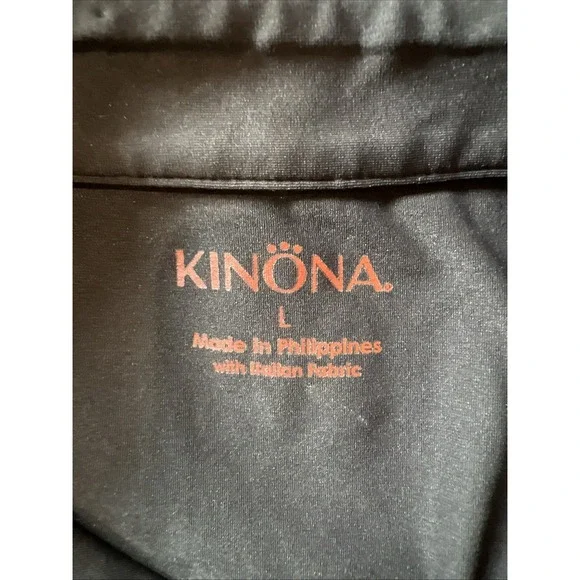 KINÖNA®
L
Made in Philippines
with Italian Fabric